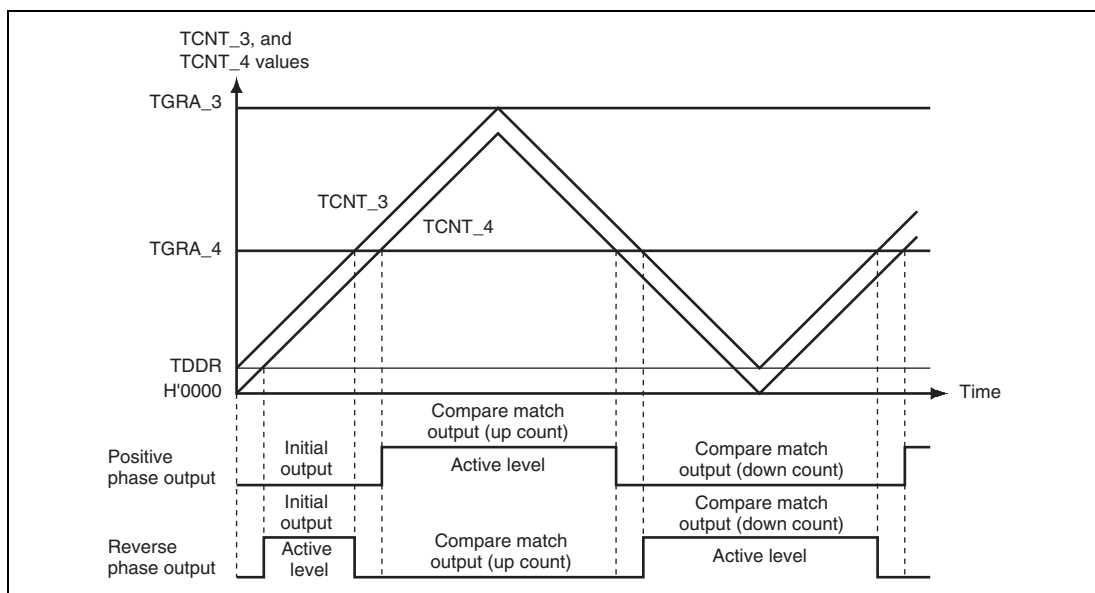 TCNT_3, and
TCNT_4 values
TGRA_3
TCNT_3
TCNT_4
TGRA_4
TDDR
H'0000
Time
Compare match
output (up count)
Positive
phase output
Initial
output
Active level
Compare match
output (down count)
Initial
output
Compare match
output (down count)
Reverse
phase output
Active
level
Compare match
output (up count)
Active level